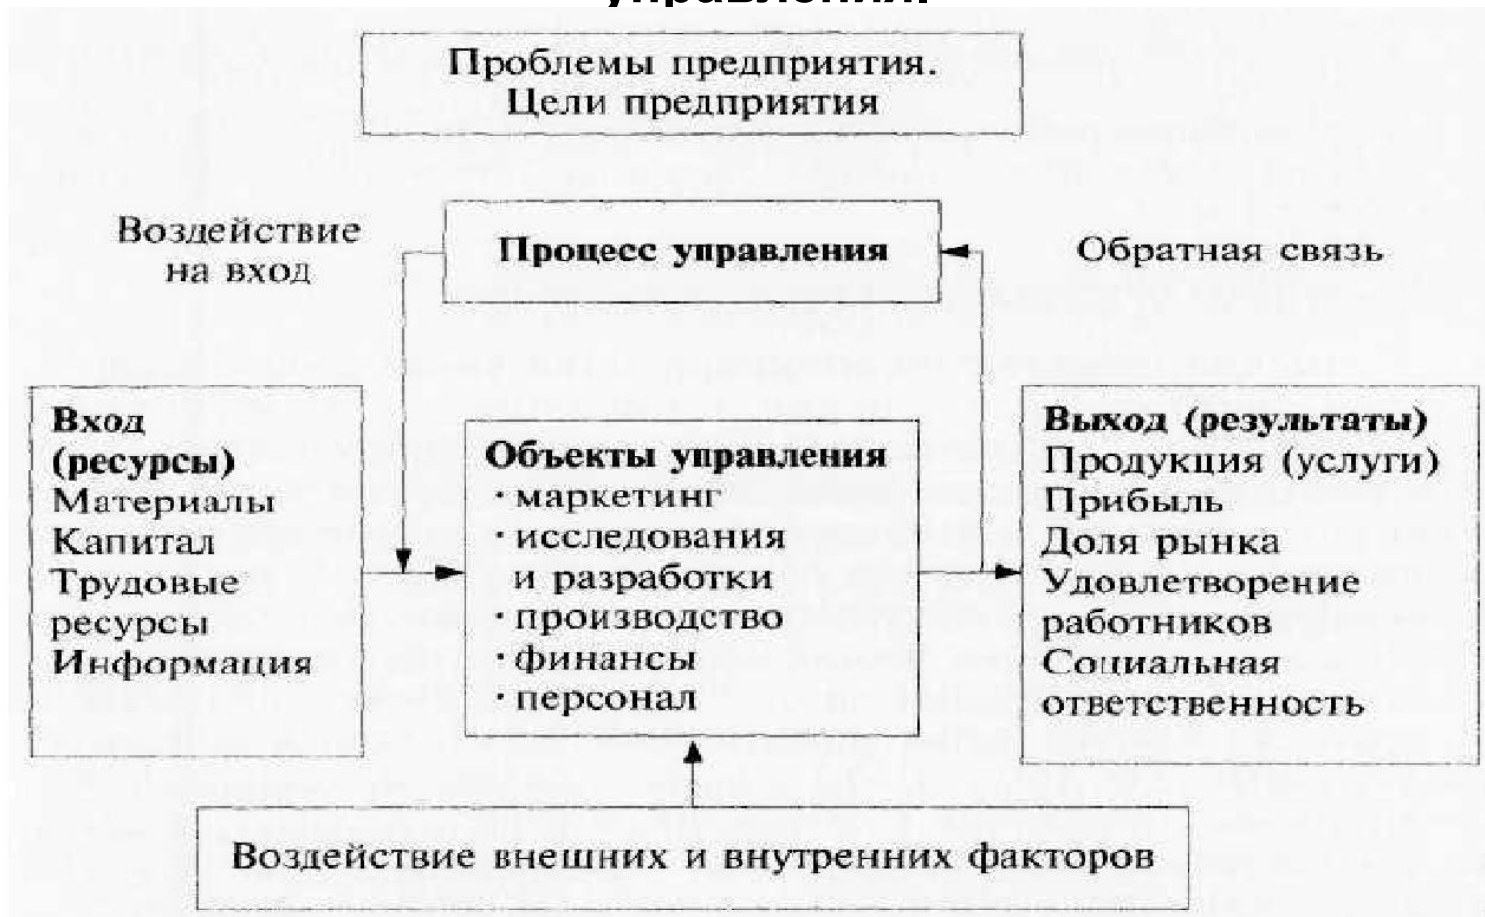 управления.
Проблемы предприятия.
Цели предприятия
Воздействие
на вход
Процесс управления
Обратная связь
Вход
(ресурсы)
Материалы
Капитал
Трудовые
ресурсы
Информация
Объекты управления
· маркетинг
· исследования
и разработки
· производство
· финансы
· персонал
Выход (результаты)
Продукция (услуги)
Прибыль
Доля рынка
Удовлетворение
работников
Социальная
ответственность
Воздействие внешних и внутренних факторов